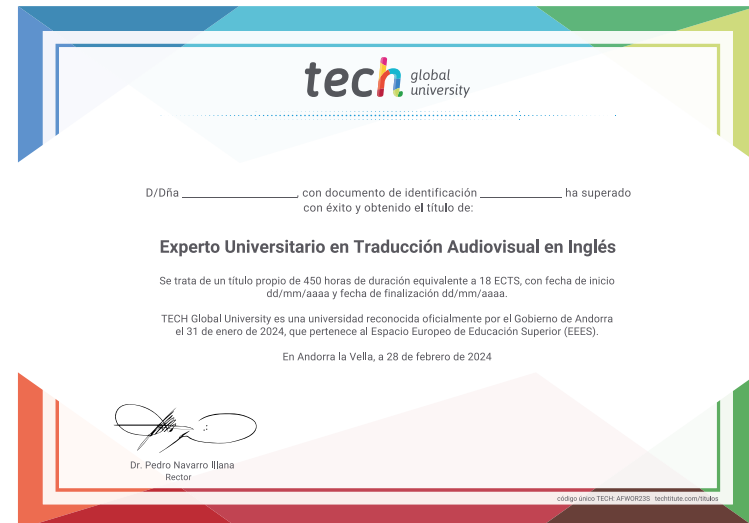 tech global university
D/Dña ____________________, con documento de identificación ______________ ha superado
con éxito y obtenido el título de:
Experto Universitario en Traducción Audiovisual en Inglés
Se trata de un título propio de 450 horas de duración equivalente a 18 ECTS, con fecha de inicio
dd/mm/aaaa y fecha de finalización dd/mm/aaaa.
TECH Global University es una universidad reconocida oficialmente por el Gobierno de Andorra
el 31 de enero de 2024, que pertenece al Espacio Europeo de Educación Superior (EEES).
En Andorra la Vella, a 28 de febrero de 2024
Dr. Pedro Navarro Illana
Rector
código único TECH: AFWOR23S techtitute.com/titulos